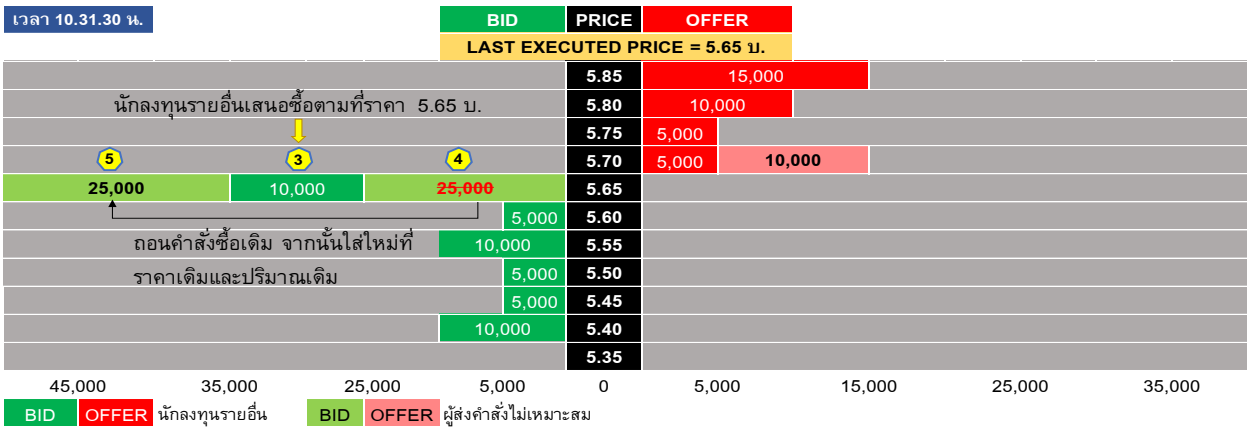 เวลา 10.31.30 น. BID PRICE OFFER
LAST EXECUTED PRICE = 5.65 บ.
5.85 15,000
นักลงทุนรายอื่นเสนอซื้อตามที่ราคา 5.65 บ. 5.80 10,000
5.75 5,000
5 3 4 5.70 5,000 10,000
25,000 10,000 25,000 5.65
5,000 5.60
ถอนคำสั่งซื้อเดิม จากนั้นใส่ใหม่ที่ 10,000 5.55
ราคาเดิมและปริมาณเดิม 5,000 5.50
5,000 5.45
10,000 5.40
5.35
45,000 35,000 25,000 5,000 0 5,000 15,000 25,000 35,000
BID OFFER นักลงทุนรายอื่น BID OFFER ผู้ส่งคำสั่งไม่เหมาะสม